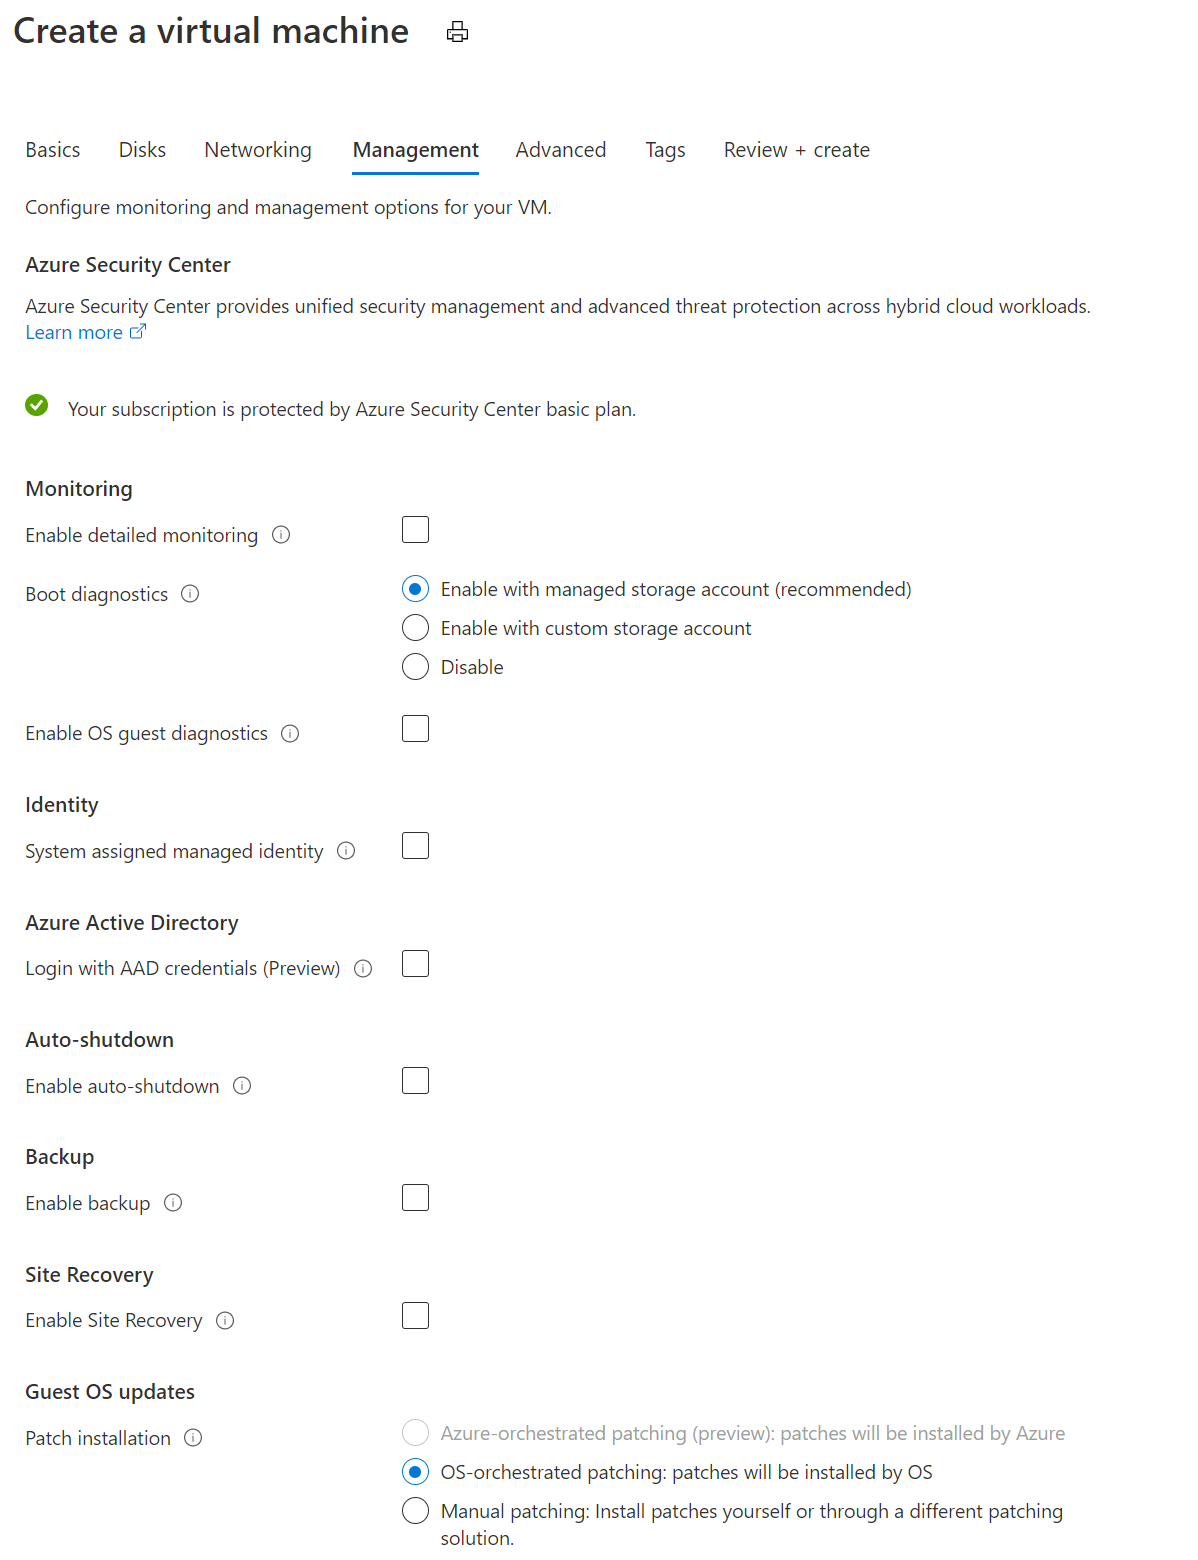 Create a virtual machine
Basics Disks Networking Management Advanced Tags Review + create
Configure monitoring and management options for your VM.
Azure Security Center
Azure Security Center provides unified security management and advanced threat protection across hybrid cloud workloads.
Learn more
Your subscription is protected by Azure Security Center basic plan.
Monitoring
Enable detailed monitoring
Boot diagnostics
Enable with managed storage account (recommended)
Enable with custom storage account
Disable
Enable OS guest diagnostics
Identity
System assigned managed identity
Azure Active Directory
Login with AAD credentials (Preview)
Auto-shutdown
Enable auto-shutdown
Backup
Enable backup
Site Recovery
Enable Site Recovery
Guest OS updates
Patch installation
Azure-orchestrated patching (preview): patches will be installed by Azure
OS-orchestrated patching: patches will be installed by OS
Manual patching: Install patches yourself or through a different patching
solution.